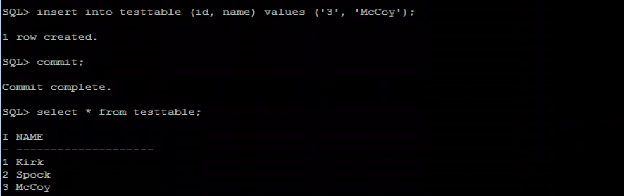 SQL> insert into testtable (id, name) values ('3', 'McCoy');
1 row created.
SQL> commit;
Commit complete.
SQL> select * from testtable;
I NAME
- --------------------
1 Kirk
2 Spock
3 McCoy